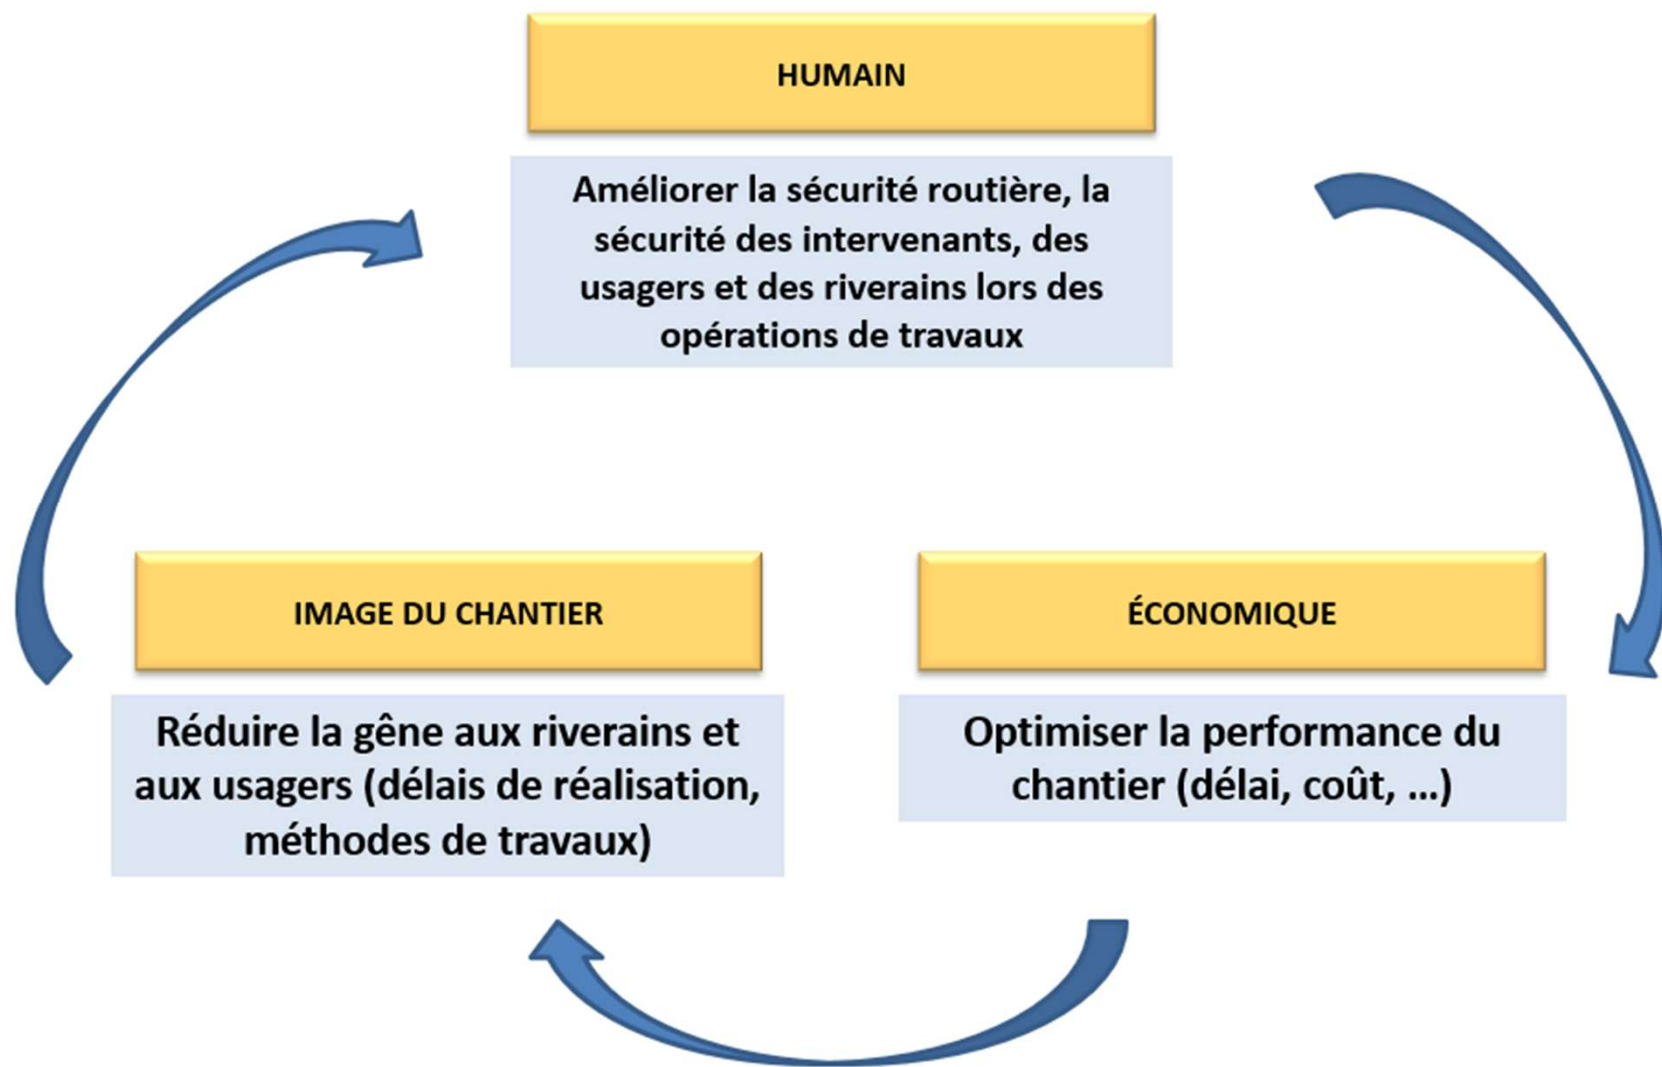 HUMAIN
Améliorer la sécurité routière, la
sécurité des intervenants, des
usagers et des riverains lors des
opérations de travaux
IMAGE DU CHANTIER
Réduire la gêne aux riverains et
aux usagers (délais de réalisation,
méthodes de travaux)
ÉCONOMIQUE
Optimiser la performance du
chantier (délai, coût, ...)